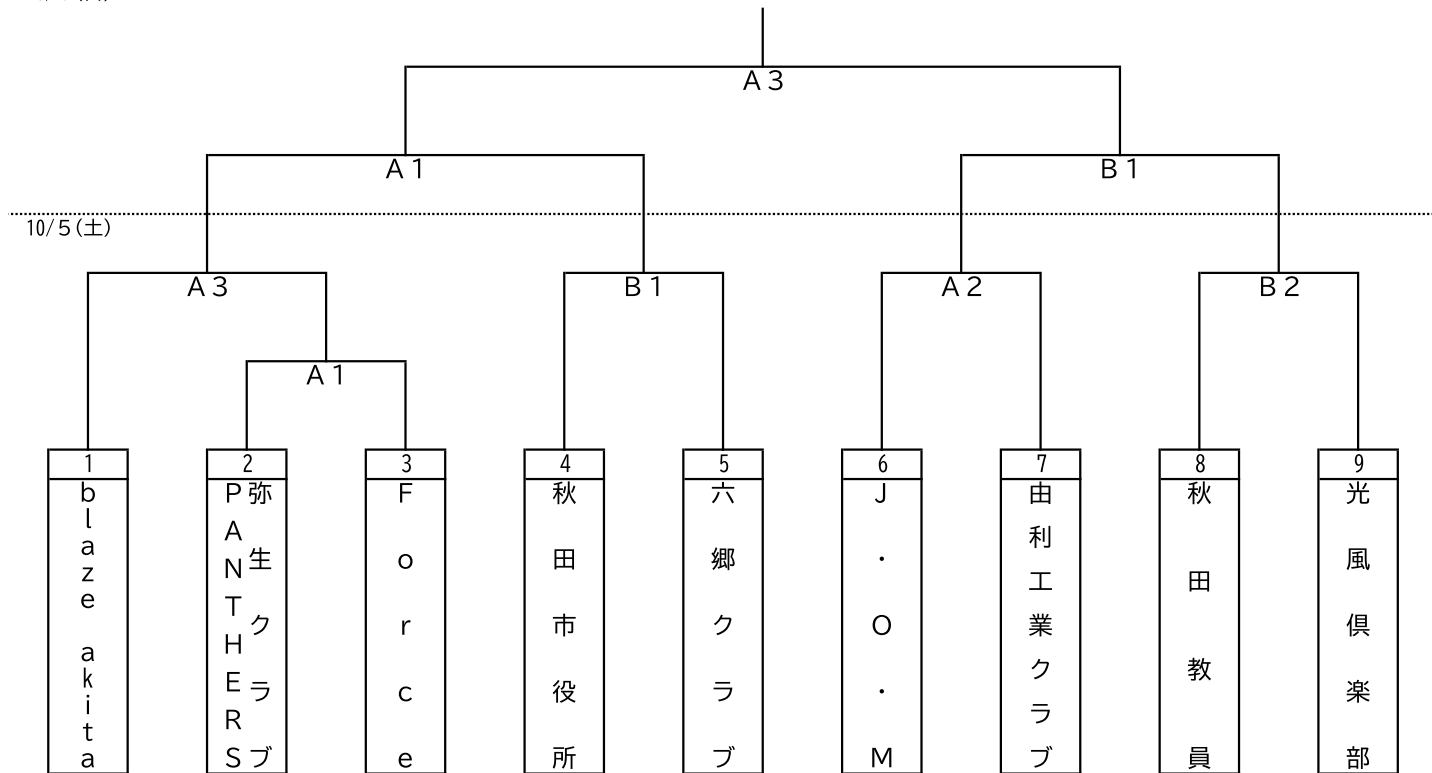 A3
A1
B1
10/5(土)
A3
B1
A2
B2
A1
1
2
3
4
5
6
7
8
9
blaze akita
弥生クラブ
PANTHERS
Force
秋田市役所
六郷クラブ
J・O・M
由利工業クラブ
秋田教員
光風倶楽部